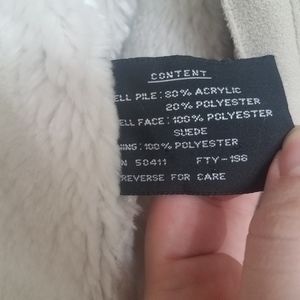 CONTENT
ELL PILE: 80% ACRYLIC
20% POLYESTER
ELL FACE: 100% POLYESTER
SUEDE
NING: 100% POLYESTER
N 50411 FTY-196
REVERSE FOR CARE